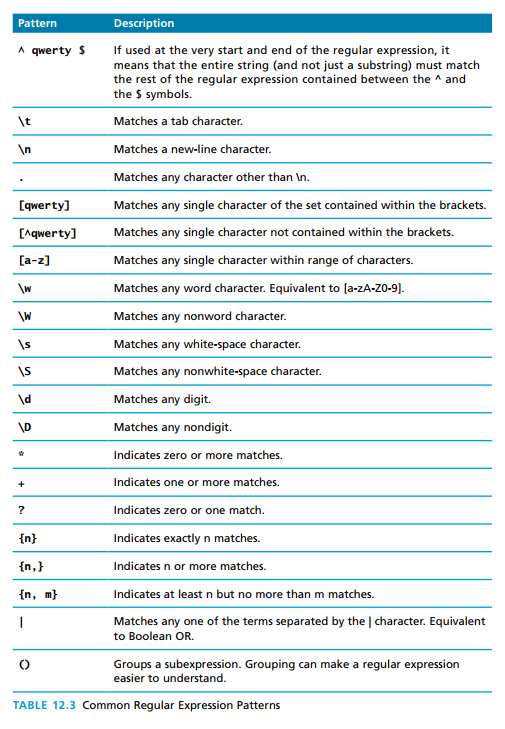 Pattern Description
^ qwerty $ If used at the very start and end of the regular expression, it
means that the entire string (and not just a substring) must match
the rest of the regular expression contained between the ^ and
the $ symbols.
\t Matches a tab character.
\n Matches a new-line character.
. Matches any character other than \n.
[qwerty] Matches any single character of the set contained within the brackets.
[^qwerty] Matches any single character not contained within the brackets.
[a-z] Matches any single character within range of characters.
\w Matches any word character. Equivalent to [a-zA-Z0-9].
\W Matches any nonword character.
\s Matches any white-space character.
\S Matches any nonwhite-space character.
\d Matches any digit.
\D Matches any nondigit.
* Indicates zero or more matches.
+ Indicates one or more matches.
? Indicates zero or one match.
{n} Indicates exactly n matches.
{n,} Indicates n or more matches.
{n, m} Indicates at least n but no more than m matches.
| Matches any one of the terms separated by the | character. Equivalent
to Boolean OR.
() Groups a subexpression. Grouping can make a regular expression
easier to understand.
TABLE 12.3 Common Regular Expression Patterns